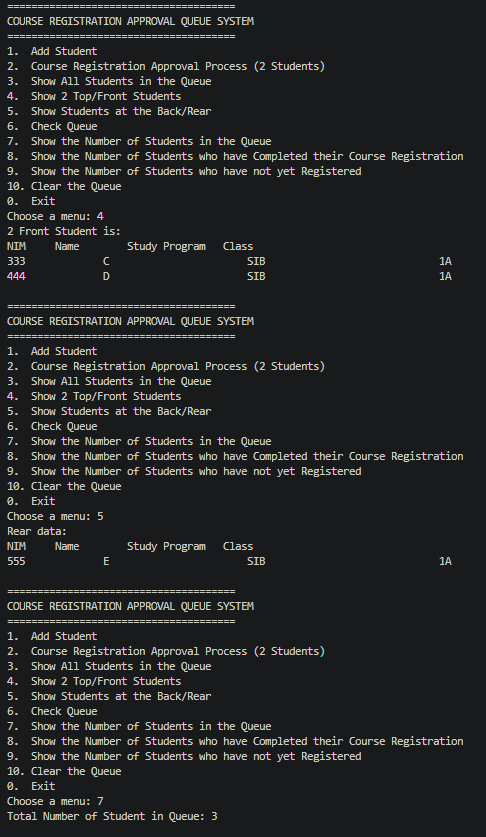 ======================================
COURSE REGISTRATION APPROVAL QUEUE SYSTEM
======================================
1.  Add Student
2.  Course Registration Approval Process (2 Students)
3.  Show All Students in the Queue
4.  Show 2 Top/Front Students
5.  Show Students at the Back/Rear
6.  Check Queue
7.  Show the Number of Students in the Queue
8.  Show the Number of Students who have Completed their Course Registration
9.  Show the Number of Students who have not yet Registered
10. Clear the Queue
0.  Exit
Choose a menu: 4
2 Front Student is:
NIM     Name        Study Program   Class
333             C                       SIB                             1A
444             D                       SIB                             1A

======================================
COURSE REGISTRATION APPROVAL QUEUE SYSTEM
======================================
1.  Add Student
2.  Course Registration Approval Process (2 Students)
3.  Show All Students in the Queue
4.  Show 2 Top/Front Students
5.  Show Students at the Back/Rear
6.  Check Queue
7.  Show the Number of Students in the Queue
8.  Show the Number of Students who have Completed their Course Registration
9.  Show the Number of Students who have not yet Registered
10. Clear the Queue
0.  Exit
Choose a menu: 5
Rear data:
NIM     Name        Study Program   Class
555             E                       SIB                             1A

======================================
COURSE REGISTRATION APPROVAL QUEUE SYSTEM
======================================
1.  Add Student
2.  Course Registration Approval Process (2 Students)
3.  Show All Students in the Queue
4.  Show 2 Top/Front Students
5.  Show Students at the Back/Rear
6.  Check Queue
7.  Show the Number of Students in the Queue
8.  Show the Number of Students who have Completed their Course Registration
9.  Show the Number of Students who have not yet Registered
10. Clear the Queue
0.  Exit
Choose a menu: 7
Total Number of Student in Queue: 3